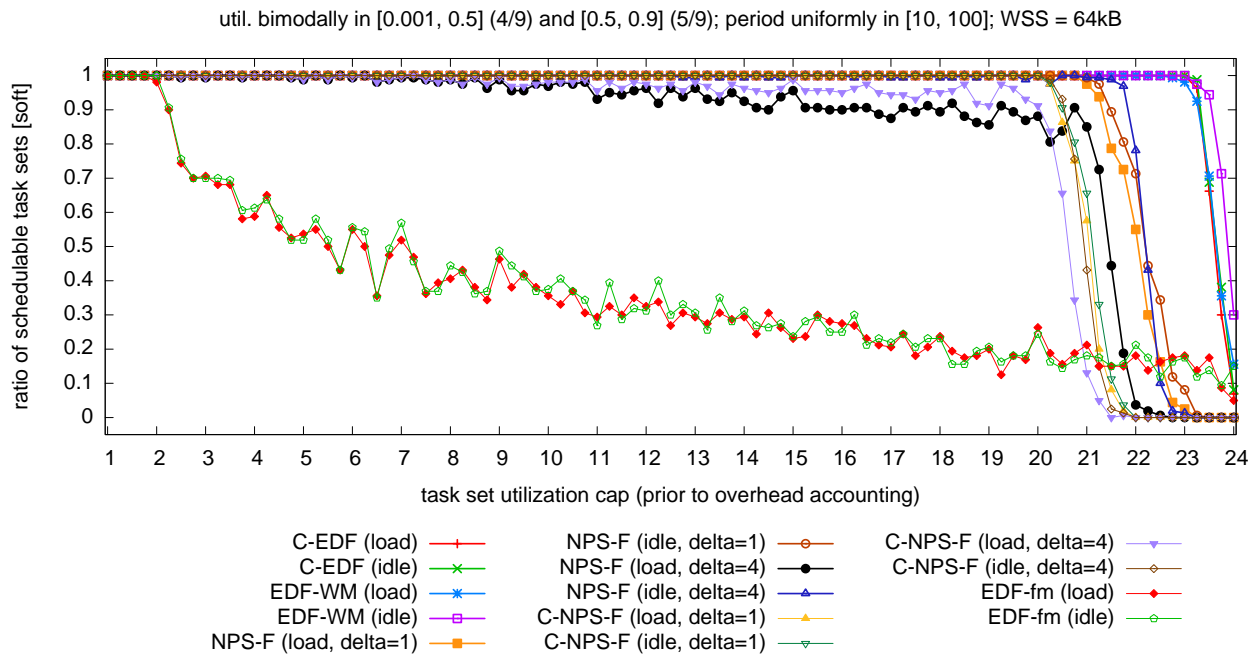 util. bimodally in [0.001, 0.5] (4/9) and [0.5, 0.9] (5/9); period uniformly in [10, 100]; WSS = 64kB
ratio of schedulable task sets [soft]
1
0.9
0.8
0.7
0.6
0.5
0.4
0.3
0.2
0.1
0
1 2 3 4 5 6 7 8 9 10 11 12 13 14 15 16 17 18 19 20 21 22 23 24
task set utilization cap (prior to overhead accounting)
C-EDF (load)
C-EDF (idle)
EDF-WM (load)
EDF-WM (idle)
NPS-F (load, delta=1)
NPS-F (idle, delta=1)
NPS-F (load, delta=4)
NPS-F (idle, delta=4)
C-NPS-F (load, delta=1)
C-NPS-F (idle, delta=1)
C-NPS-F (load, delta=4)
C-NPS-F (idle, delta=4)
EDF-fm (load)
EDF-fm (idle)